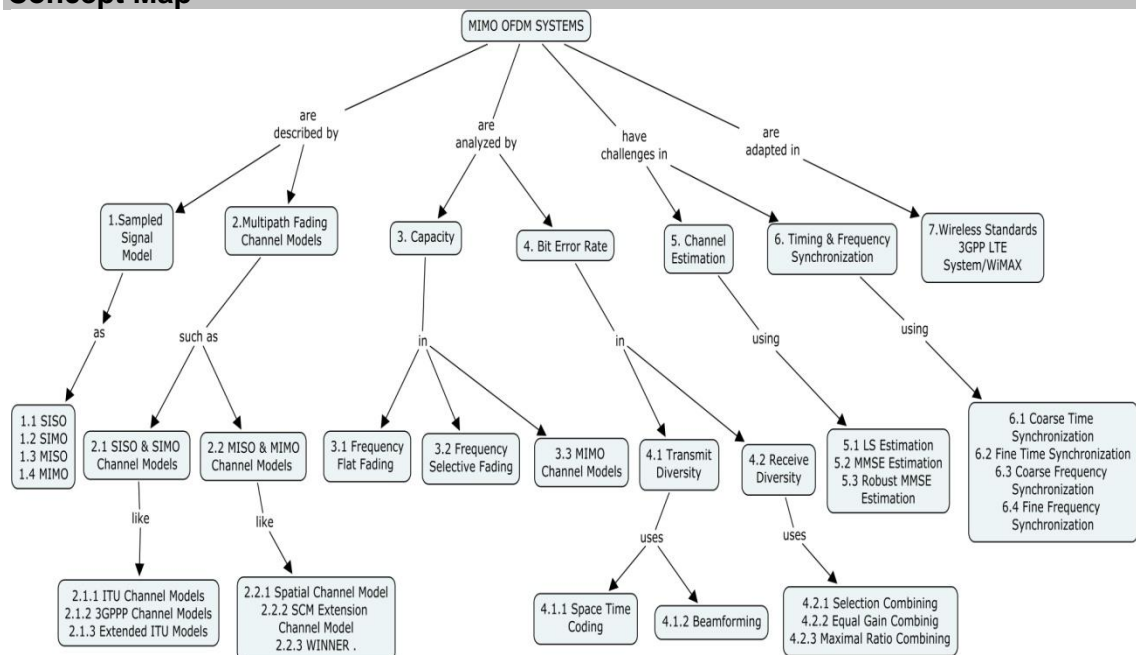 Concept Map
MIMO OFDM SYSTEMS
are
described by
are
analyzed by
have
challenges in
are
adapted in
1.Sampled
Signal
Model
2.Multipath Fading
Channel Models
3. Capacity
4. Bit Error Rate
5. Channel
Estimation
6. Timing & Frequency
Synchronization
7.Wireless Standards
3GPP LTE
System/WiMAX
as
such as
in
in
using
using
1.1 SISO
1.2 SIMO
1.3 MISO
1.4 MIMO
2.1 SISO & SIMO
Channel Models
2.2 MISO & MIMO
Channel Models
3.1 Frequency
Flat Fading
3.2 Frequency
Selective Fading
3.3 MIMO
Channel Models
4.1 Transmit
Diversity
4.2 Receive
Diversity
5.1 LS Estimation
5.2 MMSE Estimation
5.3 Robust MMSE
Estimation
6.1 Coarse Time
Synchronization
6.2 Fine Time Synchronization
6.3 Coarse Frequency
Synchronization
6.4 Fine Frequency
Synchronization
like
like
uses
uses
2.1.1 ITU Channel Models
2.1.2 3GPPP Channel Models
2.1.3 Extended ITU Models
2.2.1 Spatial Channel Model
2.2.2 SCM Extension
Channel Model
2.2.3 WINNER .
4.1.1 Space Time
Coding
4.1.2 Beamforming
4.2.1 Selection Combining
4.2.2 Equal Gain Combinig
4.2.3 Maximal Ratio Combining